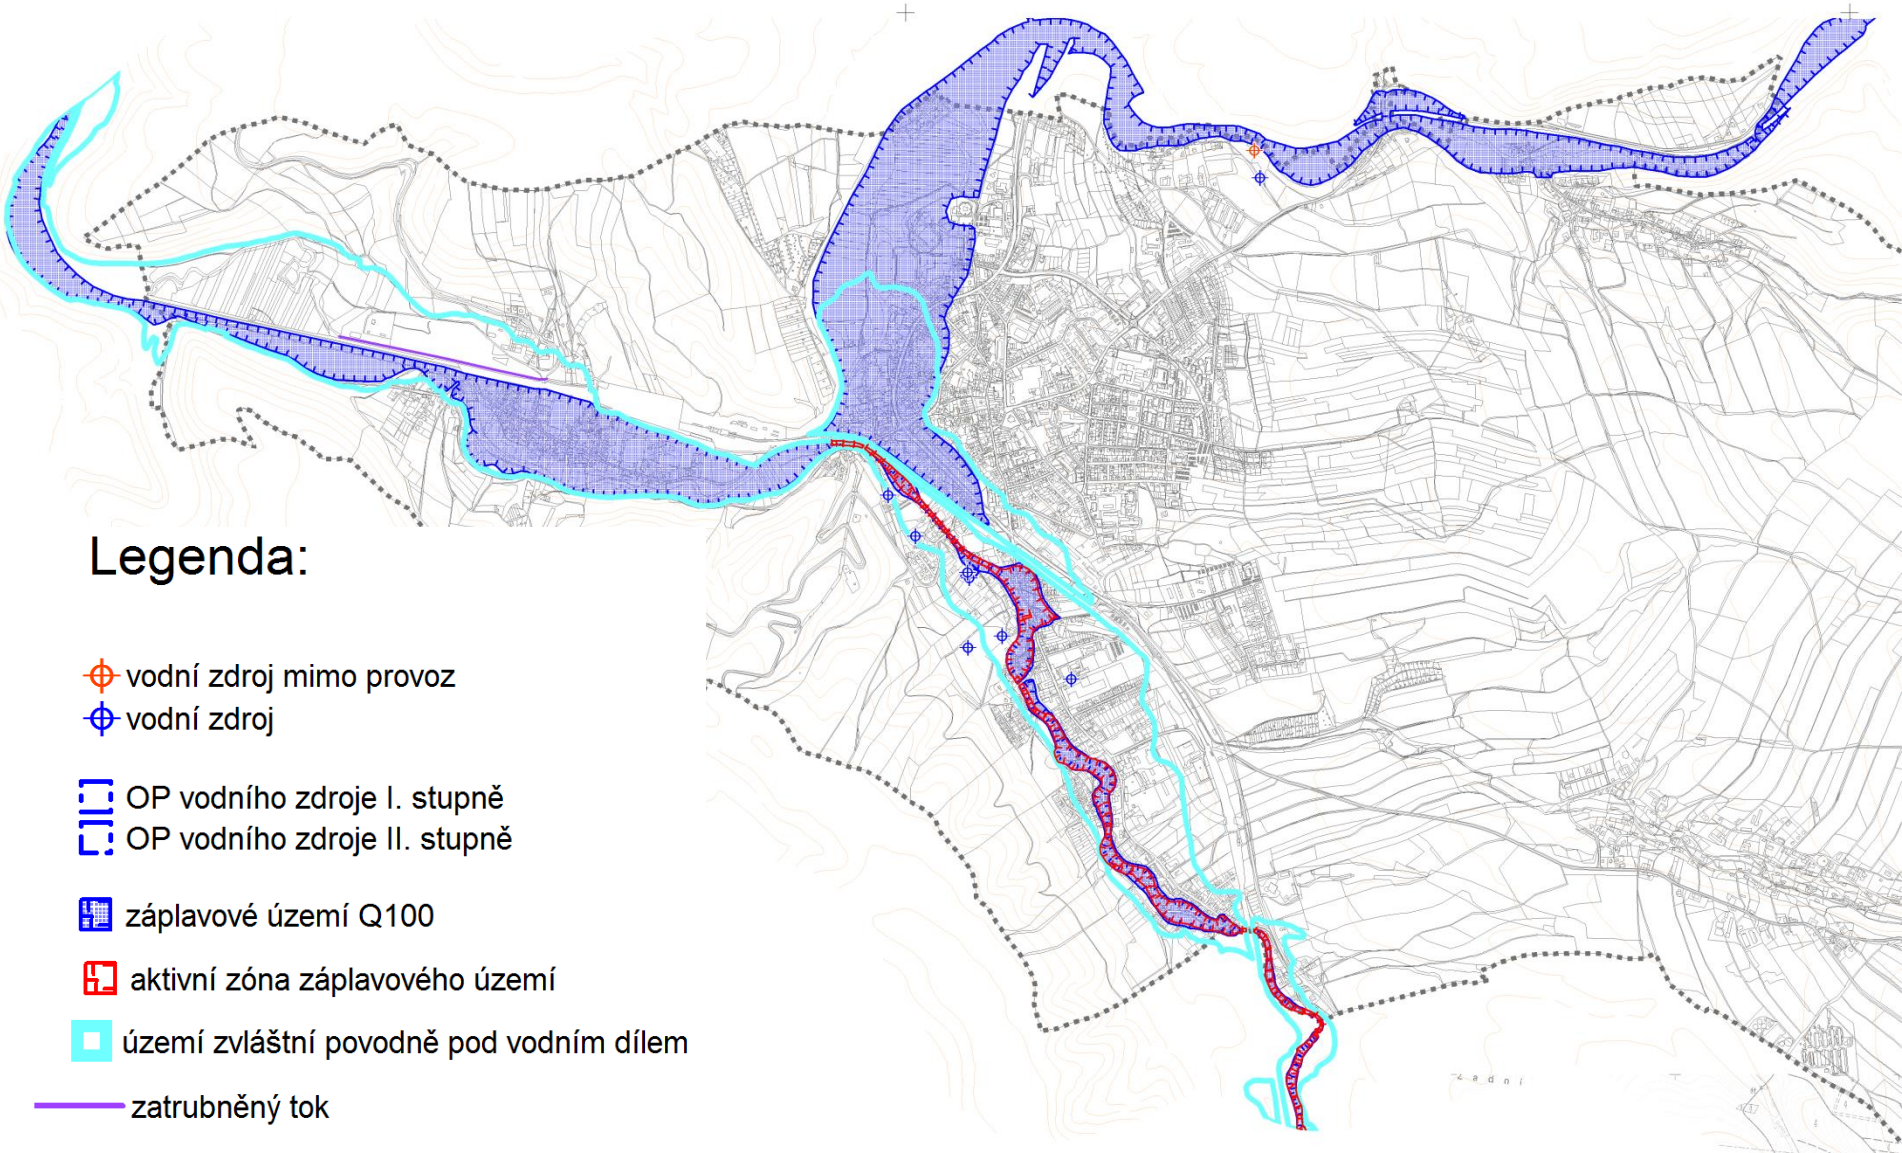 Legenda:
vodní zdroj mimo provoz
vodní zdroj
OP vodního zdroje I. stupně
OP vodního zdroje II. stupně
záplavové území Q100
aktivní zóna záplavového území
území zvláštní povodně pod vodním dílem
zatrubněný tok
Zadní